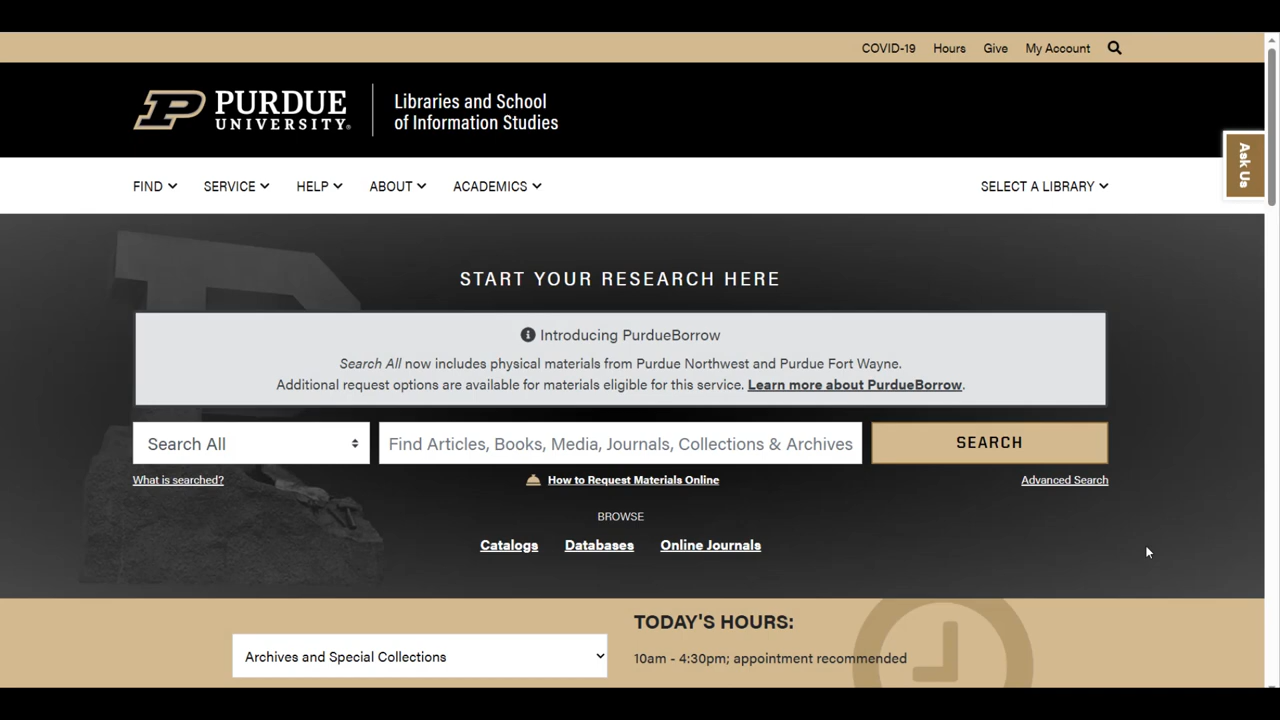 COVID-19 Hours Give My Account
PURDUE UNIVERSITY®
Libraries and School
of Information Studies
Ask Us
FIND SERVICE HELP ABOUT ACADEMICS SELECT A LIBRARY
START YOUR RESEARCH HERE
Introducing PurdueBorrow
Search All now includes physical materials from Purdue Northwest and Purdue Fort Wayne.
Additional request options are available for materials eligible for this service. Learn more about PurdueBorrow.
Search All Find Articles, Books, Media, Journals, Collections & Archives SEARCH
What is searched? How to Request Materials Online Advanced Search
BROWSE
Catalogs Databases Online Journals
TODAY'S HOURS:
Archives and Special Collections 10am - 4:30pm; appointment recommended